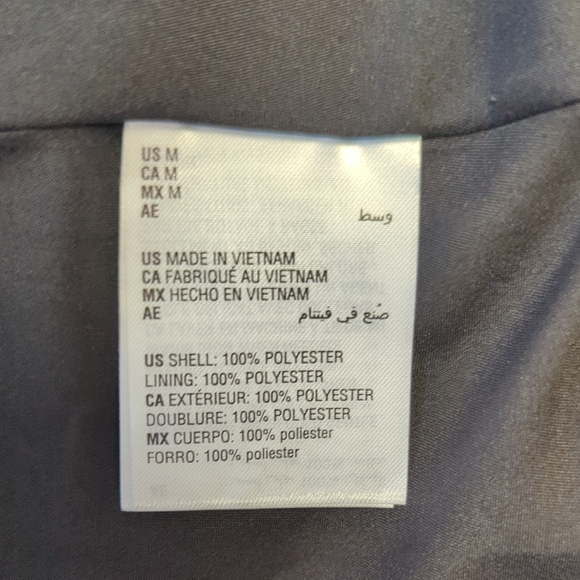 US M
CA M
MX M
AE وسط
US MADE IN VIETNAM
CA FABRIQUÉ AU VIETNAM
MX HECHO EN VIETNAM
AE صُنع في فيتنام
US SHELL: 100% POLYESTER
LINING: 100% POLYESTER
CA EXTÉRIEUR: 100% POLYESTER
DOUBLURE: 100% POLYESTER
MX CUERPO: 100% poliester
FORRO: 100% poliester